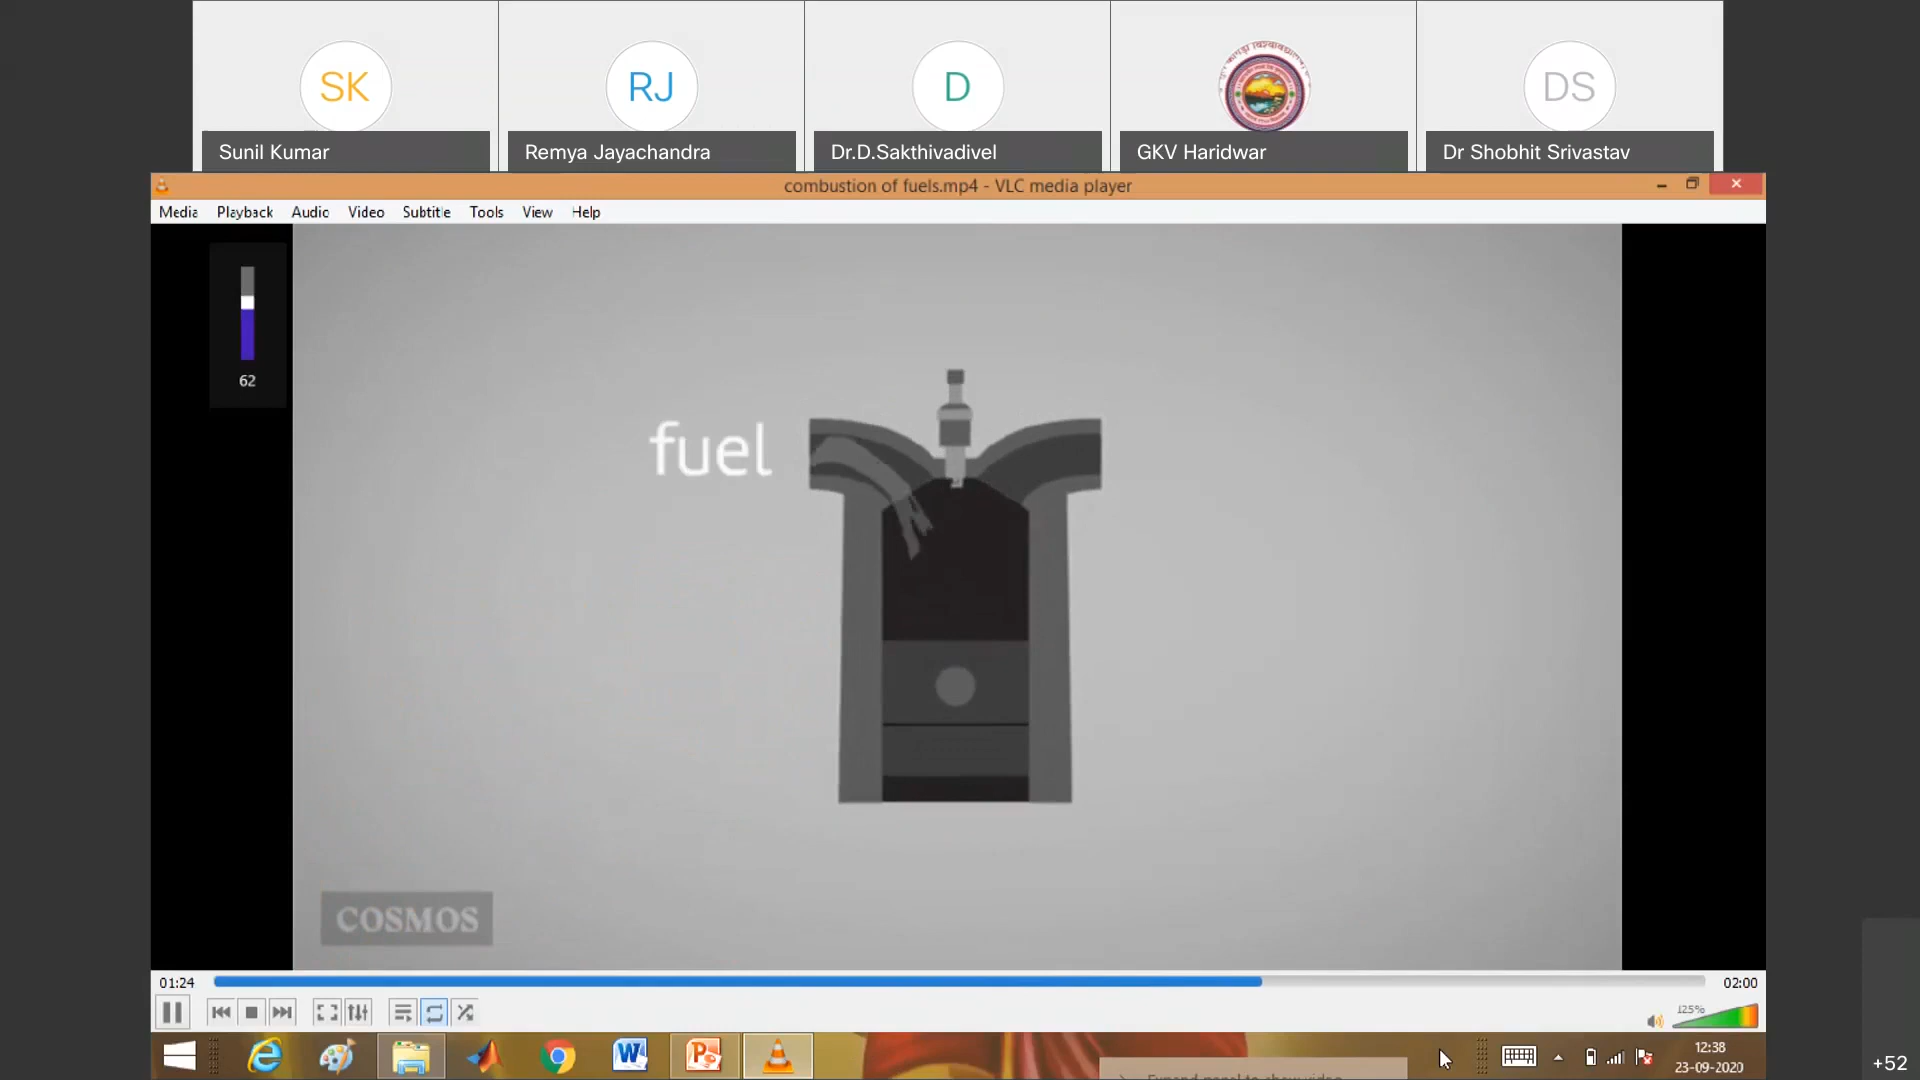 SK
RJ
D
DS
Sunil Kumar
Remya Jayachandra
Dr.D.Sakthivadivel
GKV Haridwar
Dr Shobhit Srivastav
combustion of fuels.mp4 - VLC media player
Media Playback Audio Video Subtitle Tools View Help
62
fuel
COSMOS
01:24
02:00
125%
12:38
23-09-2020
+52